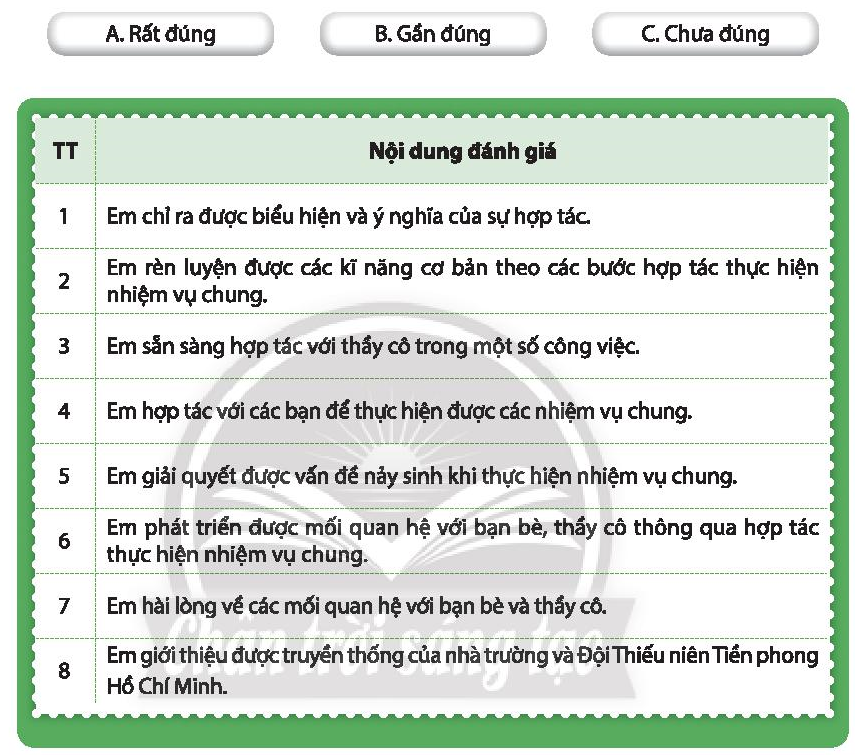 A. Rất đúng
B. Gần đúng
C. Chưa đúng
TT
Nội dung đánh giá
1
Em chỉ ra được biểu hiện và ý nghĩa của sự hợp tác.
2
Em rèn luyện được các kĩ năng cơ bản theo các bước hợp tác thực hiện
nhiệm vụ chung.
3
Em sẵn sàng hợp tác với thầy cô trong một số công việc.
4
Em hợp tác với các bạn để thực hiện được các nhiệm vụ chung.
5
Em giải quyết được vấn đề nảy sinh khi thực hiện nhiệm vụ chung.
6
Em phát triển được mối quan hệ với bạn bè, thầy cô thông qua hợp tác
thực hiện nhiệm vụ chung.
7
Em hài lòng về các mối quan hệ với bạn bè và thầy cô.
8
Em giới thiệu được truyền thống của nhà trường và Đội Thiếu niên Tiền phong
Hồ Chí Minh.
Chân trời sáng tạo